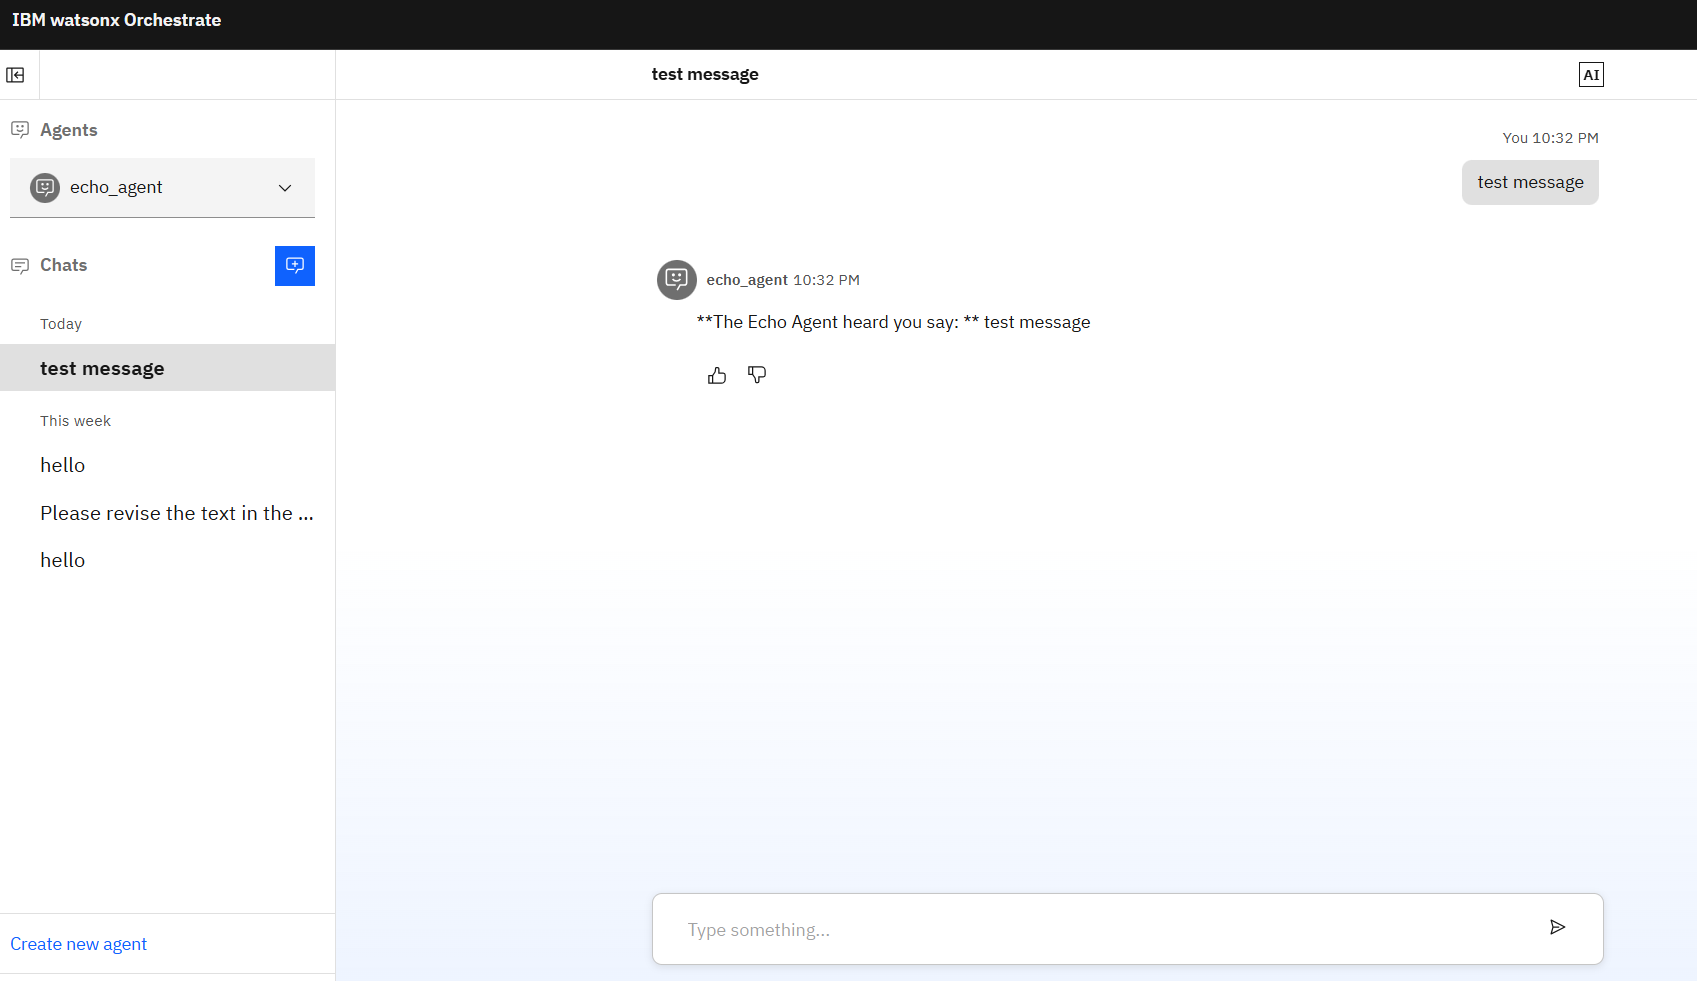 IBM watsonx Orchestrate
test message
AI
Agents
echo_agent
Chats
Today
test message
This week
hello
Please revise the text in the ...
hello
Create new agent
You 10:32 PM
test message
echo_agent 10:32 PM
**The Echo Agent heard you say: ** test message
Type something...